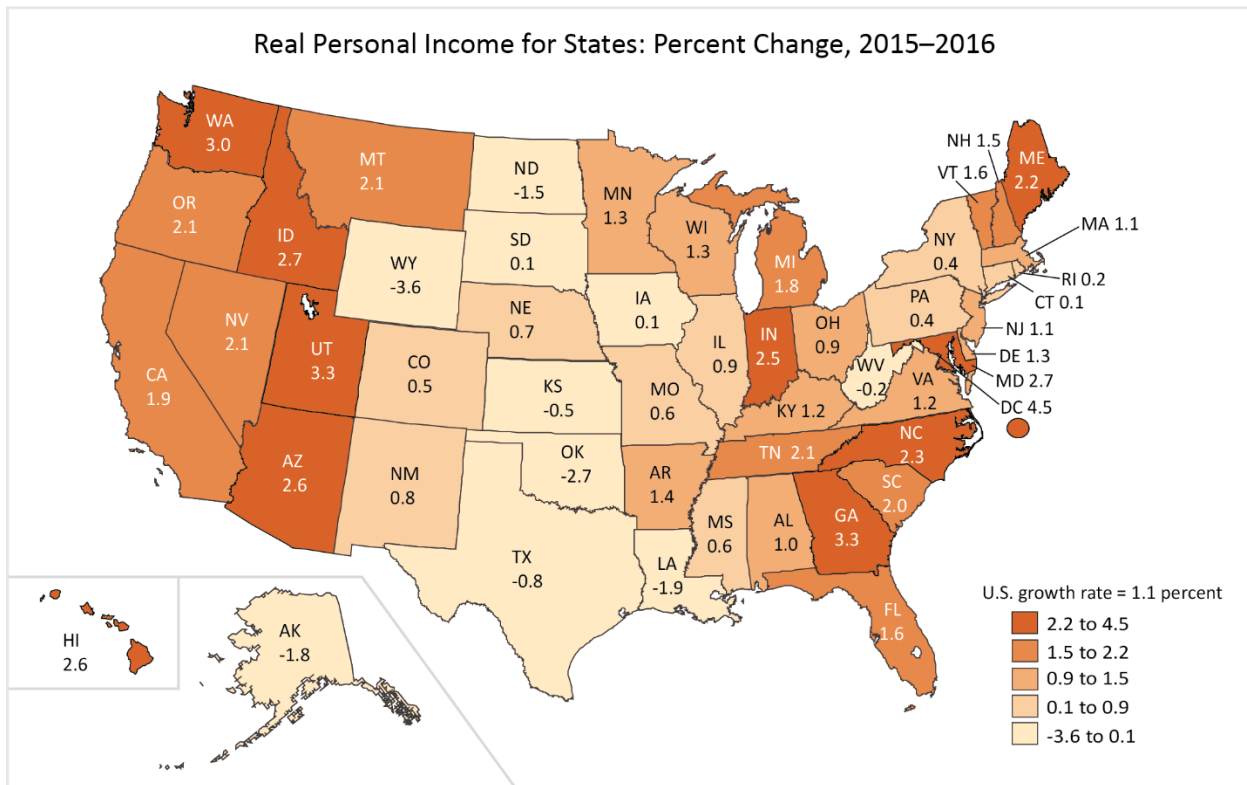 Real Personal Income for States: Percent Change, 2015–2016
WA
3.0
OR
2.1
CA
1.9
NV
2.1
ID
2.7
MT
2.1
WY
-3.6
UT
3.3
AZ
2.6
CO
0.5
NM
0.8
ND
-1.5
SD
0.1
NE
0.7
KS
-0.5
OK
-2.7
TX
-0.8
MN
1.3
IA
0.1
MO
0.6
AR
1.4
LA
-1.9
WI
1.3
IL
0.9
MI
1.8
IN
2.5
OH
0.9
KY 1.2
TN 2.1
MS
0.6
AL
1.0
GA
3.3
FL
1.6
SC
2.0
NC
2.3
VA
1.2
WV
-0.2
PA
0.4
NY
0.4
VT 1.6
NH 1.5
ME
2.2
MA 1.1
RI 0.2
CT 0.1
NJ 1.1
DE 1.3
MD 2.7
DC 4.5
HI
2.6
AK
-1.8
U.S. growth rate = 1.1 percent
2.2 to 4.5
1.5 to 2.2
0.9 to 1.5
0.1 to 0.9
-3.6 to 0.1